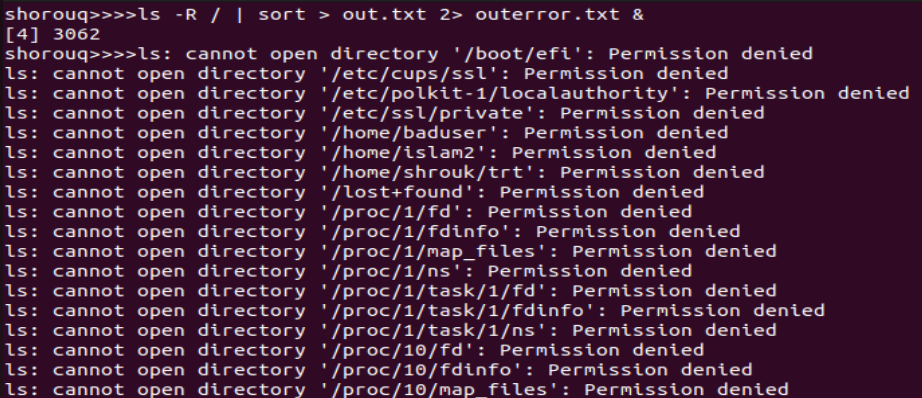 shorouq>>>>ls -R / | sort > out.txt 2> outerror.txt &
[4] 3062
shorouq>>>>ls: cannot open directory '/boot/efi': Permission denied
ls: cannot open directory '/etc/cups/ssl': Permission denied
ls: cannot open directory '/etc/polkit-1/localauthority': Permission denied
ls: cannot open directory '/etc/ssl/private': Permission denied
ls: cannot open directory '/home/baduser': Permission denied
ls: cannot open directory '/home/islam2': Permission denied
ls: cannot open directory '/home/shrouk/trt': Permission denied
ls: cannot open directory '/lost+found': Permission denied
ls: cannot open directory '/proc/1/fd': Permission denied
ls: cannot open directory '/proc/1/fdinfo': Permission denied
ls: cannot open directory '/proc/1/map_files': Permission denied
ls: cannot open directory '/proc/1/ns': Permission denied
ls: cannot open directory '/proc/1/task/1/fd': Permission denied
ls: cannot open directory '/proc/1/task/1/fdinfo': Permission denied
ls: cannot open directory '/proc/1/task/1/ns': Permission denied
ls: cannot open directory '/proc/10/fd': Permission denied
ls: cannot open directory '/proc/10/fdinfo': Permission denied
ls: cannot open directory '/proc/10/map_files': Permission denied